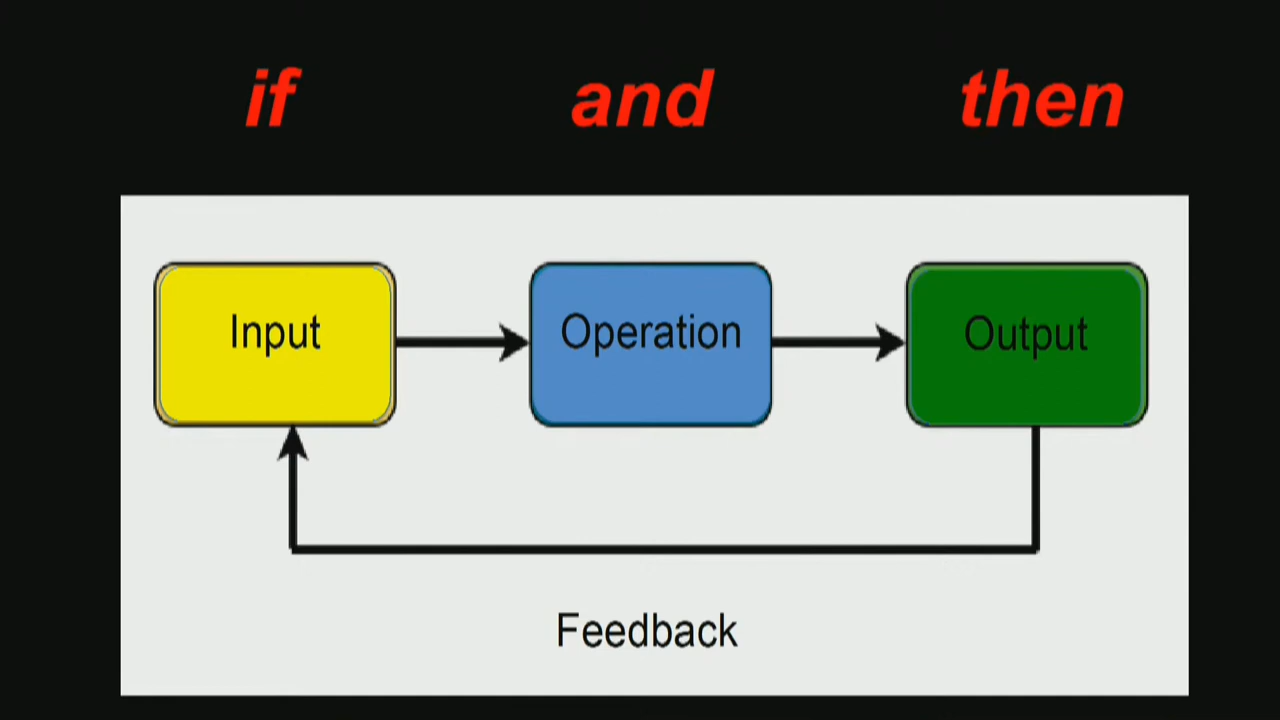 if and then
Input Operation Output
Feedback